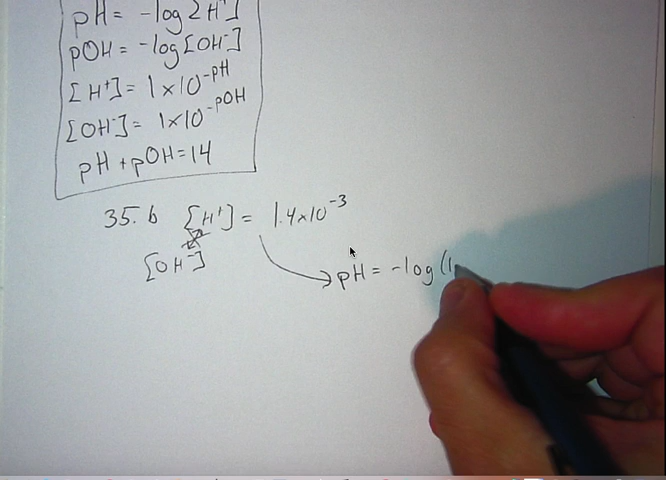 pH = -log[H⁺]
pOH = -log[OH⁻]
[H⁺] = 1×10⁻ᵖᴴ
[OH⁻] = 1×10⁻ᵖᴼᴴ
pH + pOH = 14
35. b [H⁺] = 1.4×10⁻³
[OH⁻]
pH = -log(1